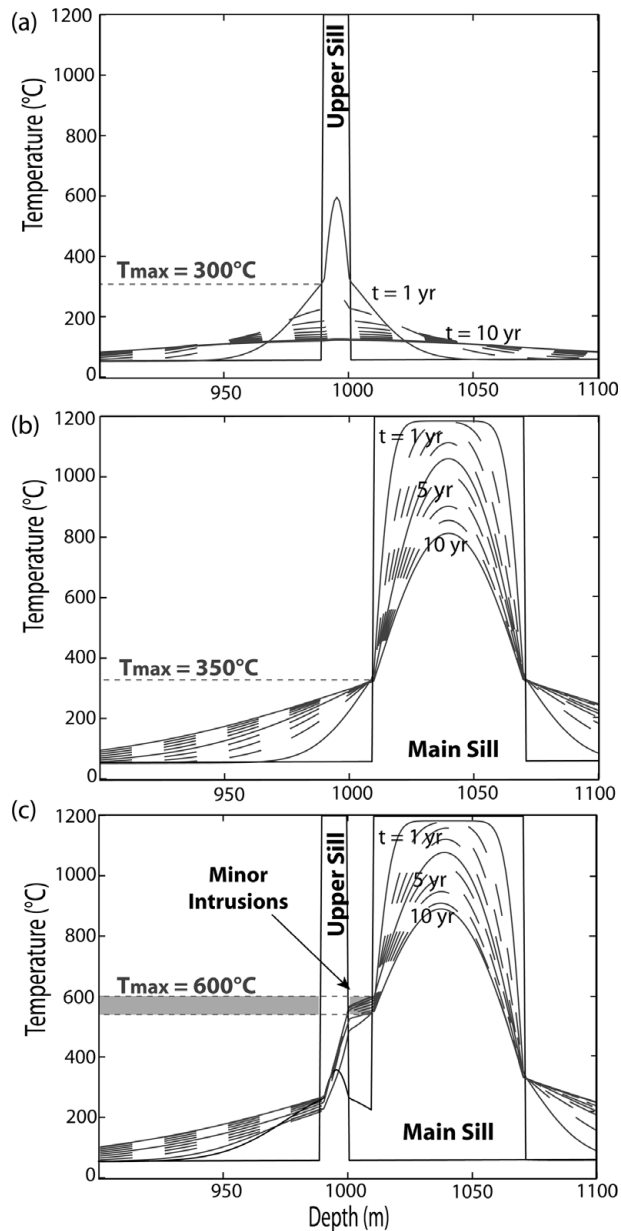 (a)
1200
1000
800
600
400
200
0
Temperature (°C)
Upper Sill
Tmax = 300°C
t = 1 yr
t = 10 yr
950
1000
1050
1100
(b)
1200
1000
800
600
400
200
0
Temperature (°C)
t = 1 yr
5 yr
10 yr
Tmax = 350°C
Main Sill
950
1000
1050
1100
(c)
1200
1000
800
600
400
200
0
Temperature (°C)
Upper Sill
Minor
Intrusions
t = 1 yr
5 yr
10 yr
Tmax = 600°C
Main Sill
950
1000
1050
1100
Depth (m)